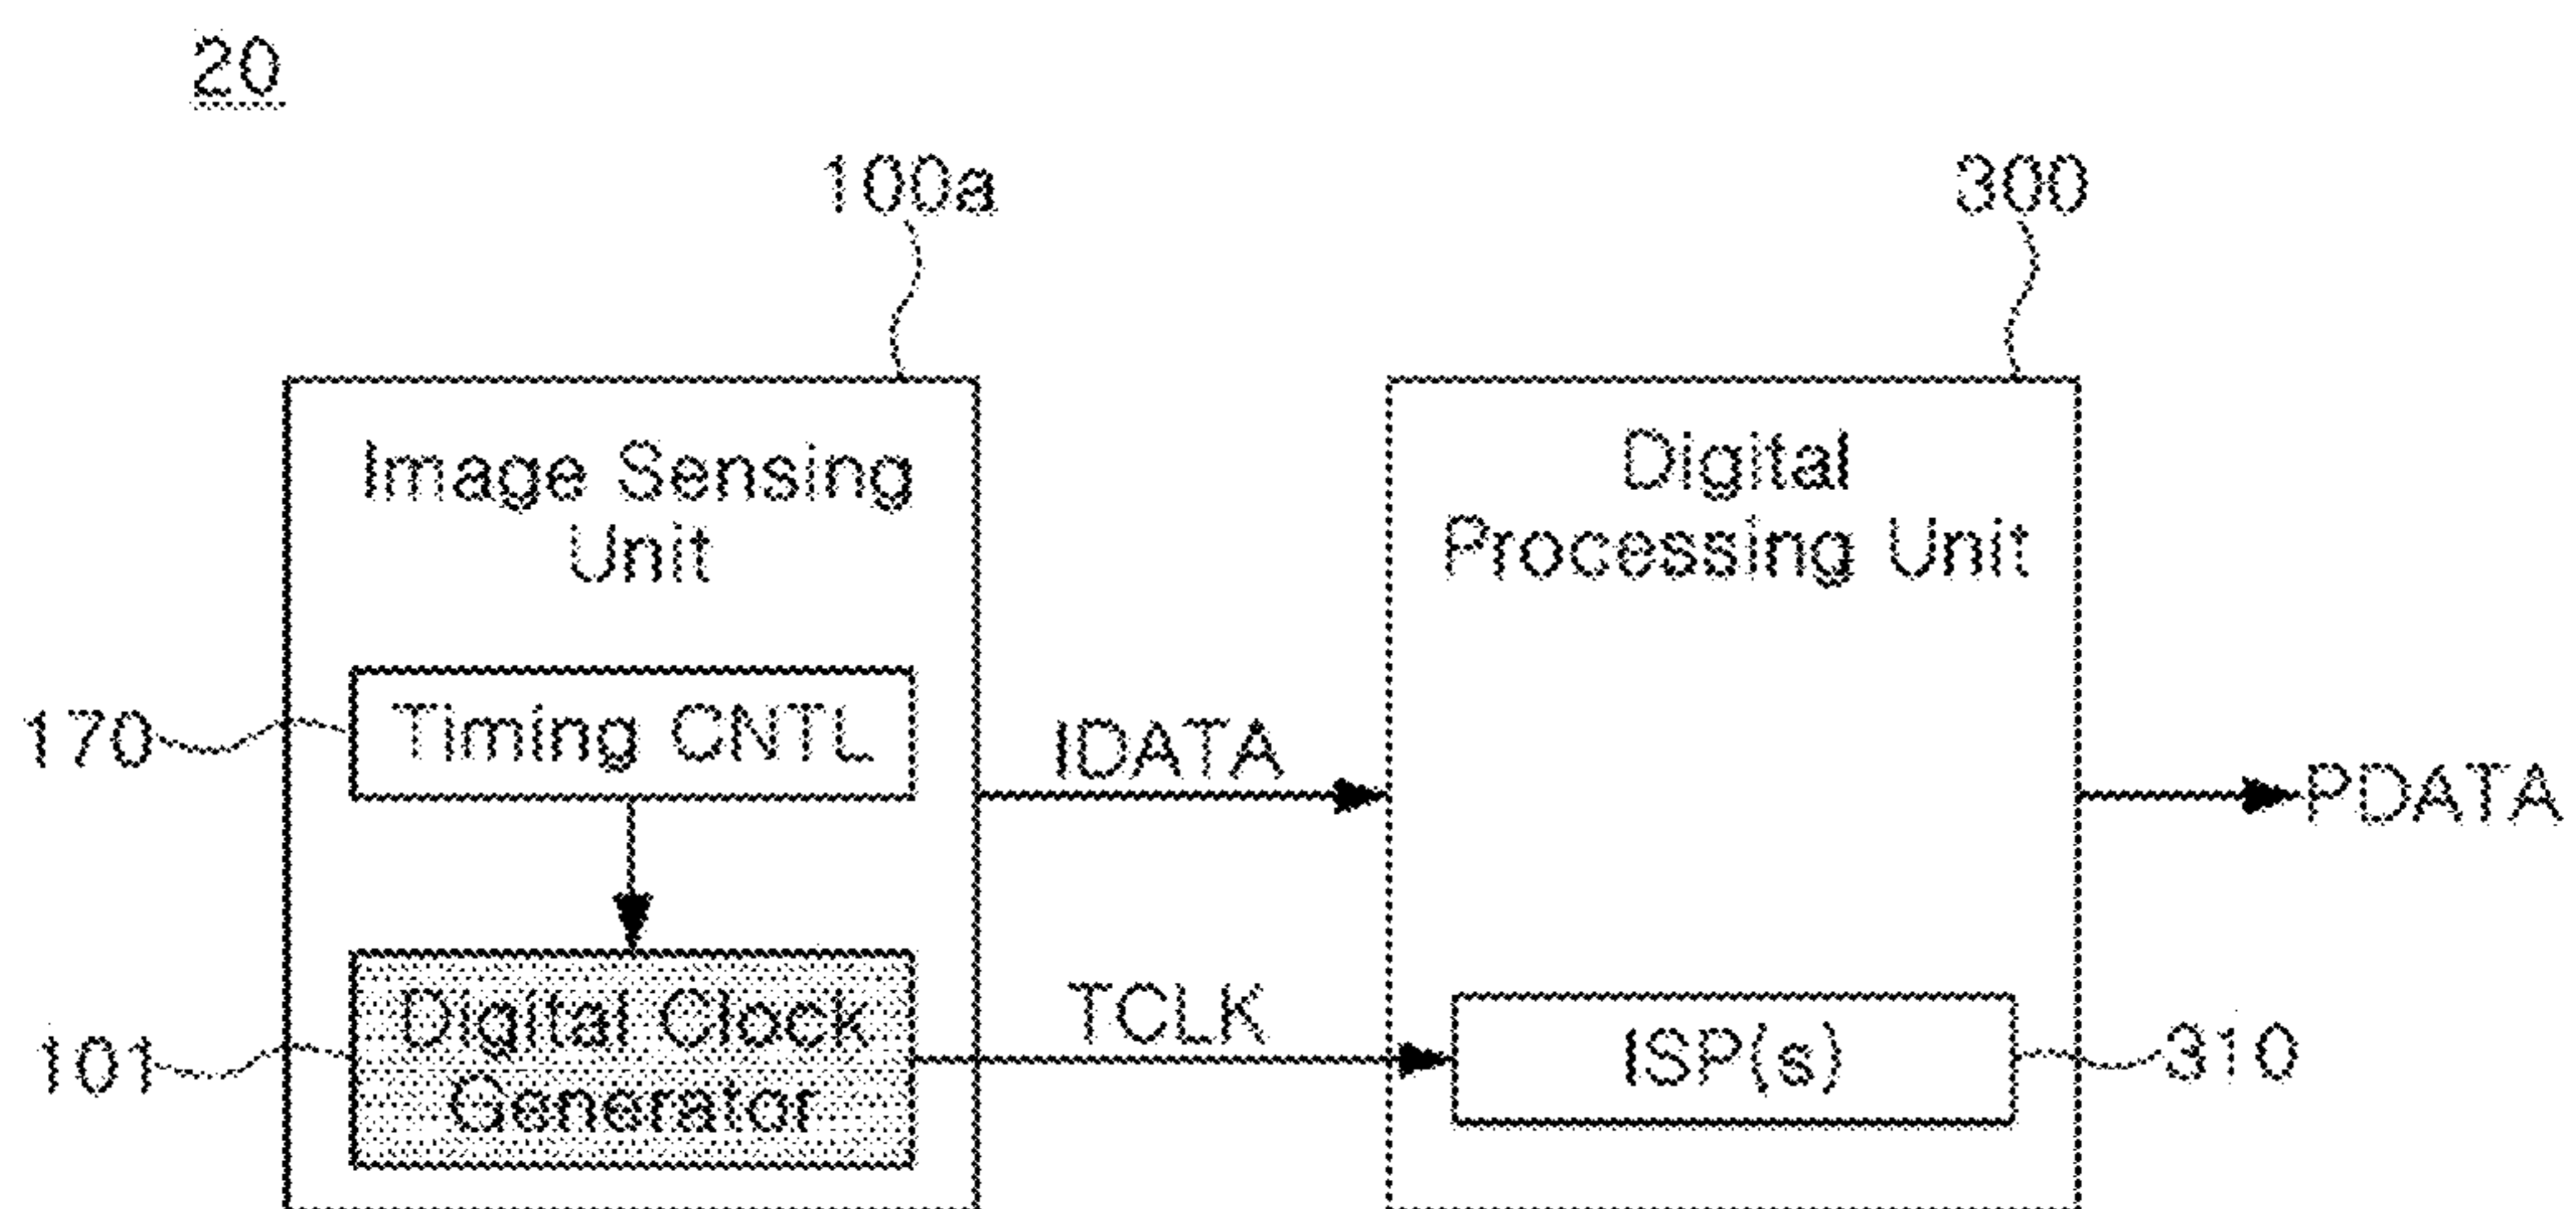 20
100a
300
Image Sensing
Unit
Digital
Processing Unit
170
Timing CNTL
IDATA
PDATA
101
Digital Clock
Generator
TCLK
ISP(s)
310